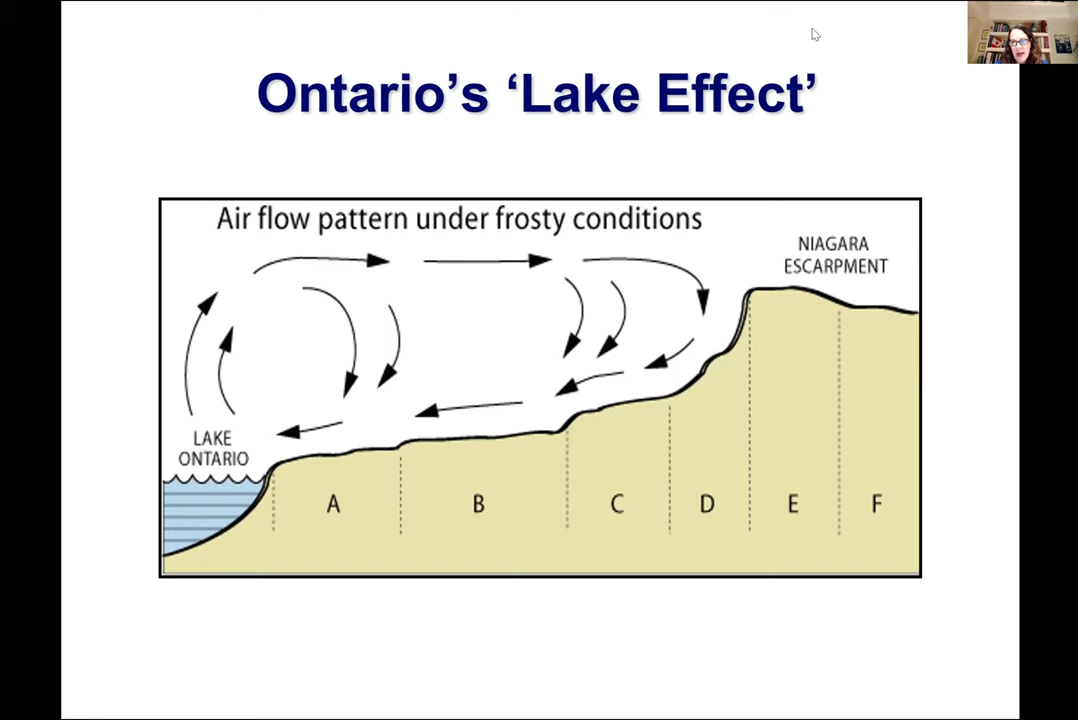 Ontario’s ‘Lake Effect’
Air flow pattern under frosty conditions
NIAGARA
ESCARPMENT
LAKE
ONTARIO
A
B
C
D
E
F